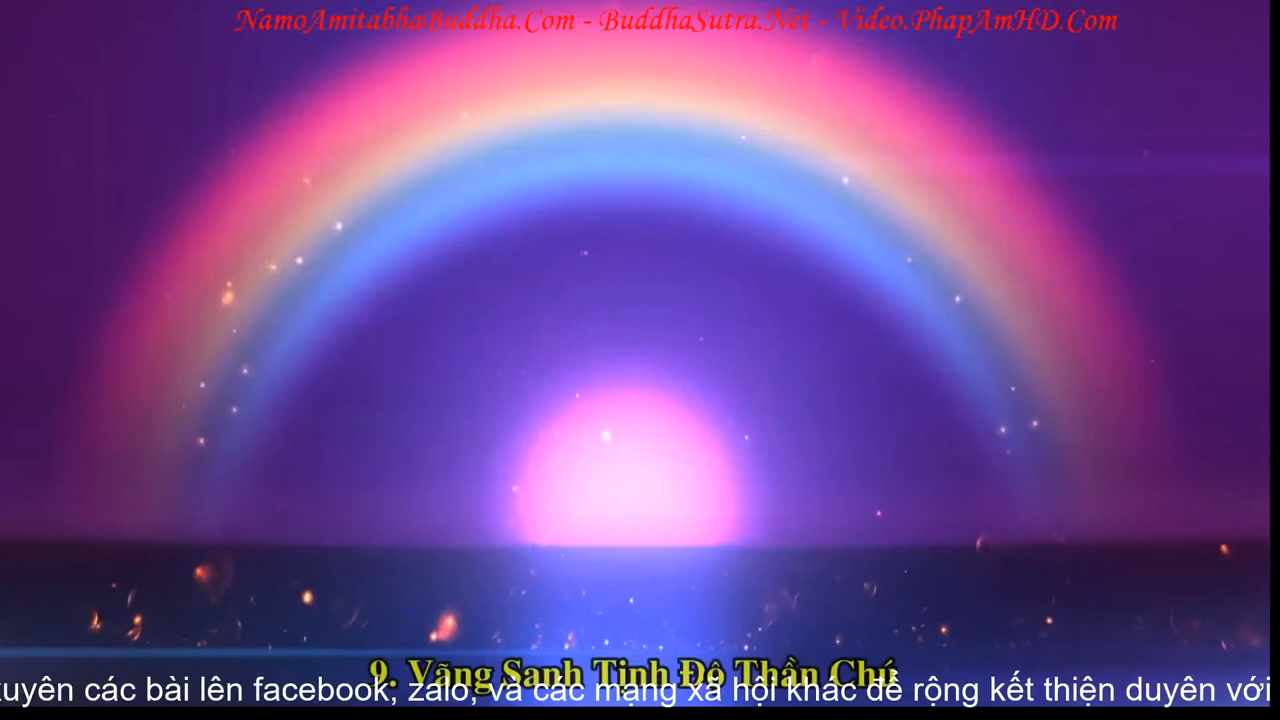 NamoAmitabhaBuddha.Com - BuddhaSutra.Net - Video.PhapAmHD.Com
9. Vãng Sanh Tịnh Độ Thần Chú
xuyên các bài lên facebook, zalo, và các mạng xã hội khác để rộng kết thiện duyên với